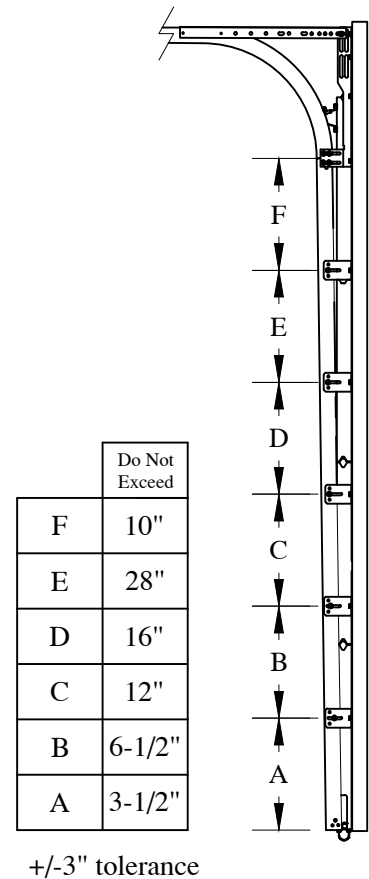 F
E
D
C
B
A
Do Not
Exceed
F 10"
E 28"
D 16"
C 12"
B 6-1/2"
A 3-1/2"
+/-3" tolerance